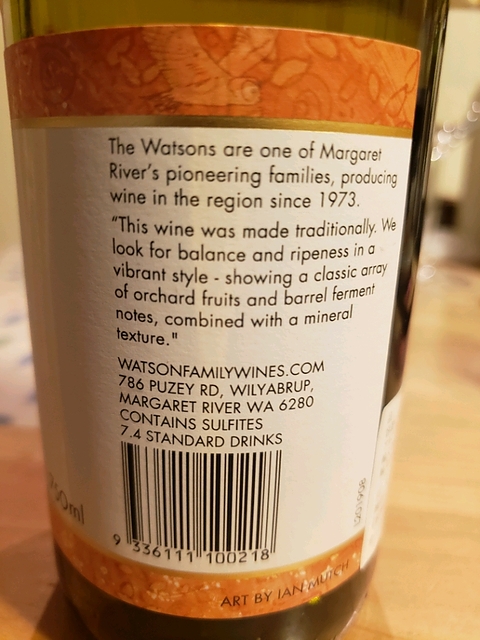 The Watsons are one of Margaret
River's pioneering families, producing
wine in the region since 1973.
"This wine was made traditionally. We
look for balance and ripeness in a
vibrant style - showing a classic array
of orchard fruits and barrel ferment
notes, combined with a mineral
texture."
WATSONFAMILYWINES.COM
786 PUZEY RD, WILYABRUP,
MARGARET RIVER WA 6280
CONTAINS SULFITES
7.4 STANDARD DRINKS
750ml
9 336111 100218
ART BY IAN MUTCH